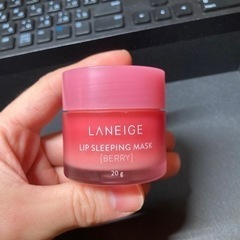 LANEIGE
LIP SLEEPING MASK
[BERRY]
20 g